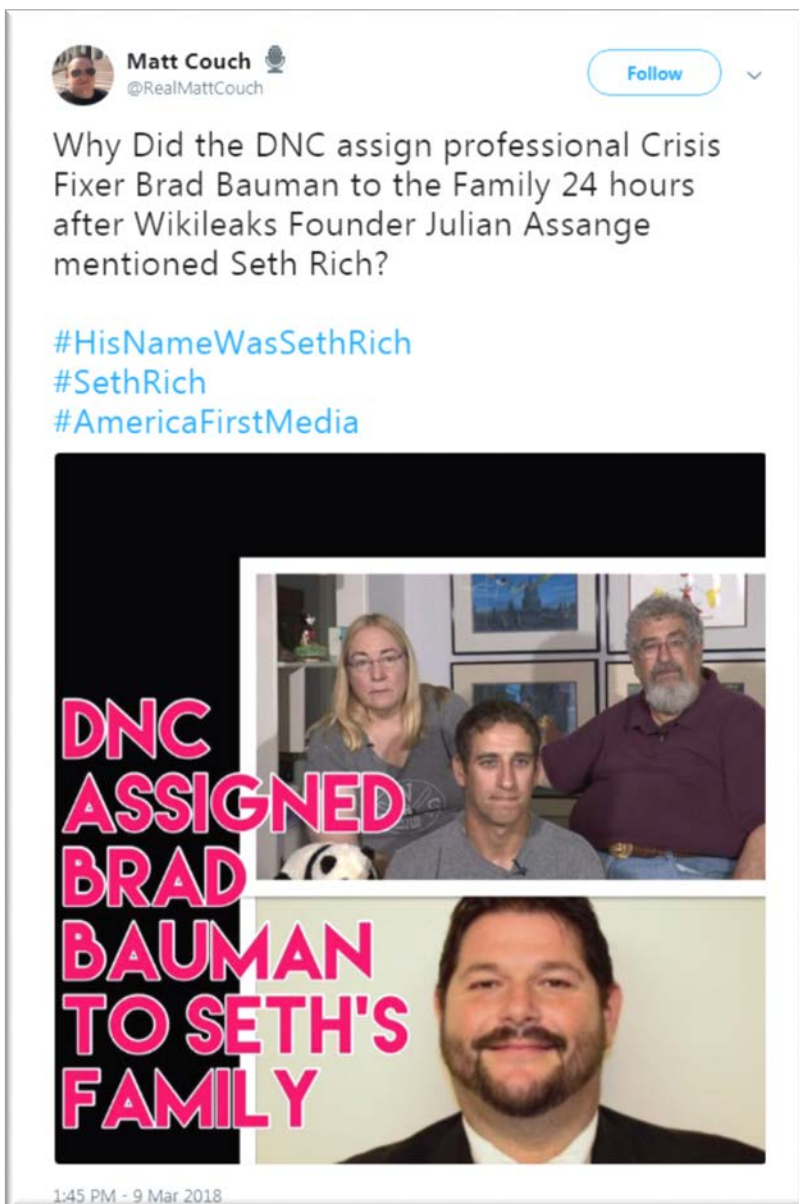 Matt Couch
@RealMattCouch
Follow
Why Did the DNC assign professional Crisis
Fixer Brad Bauman to the Family 24 hours
after Wikileaks Founder Julian Assange
mentioned Seth Rich?
#HisNameWasSethRich
#SethRich
#AmericaFirstMedia
DNC
ASSIGNED
BRAD
BAUMAN
TO SETH'S
FAMILY
1:45 PM - 9 Mar 2018